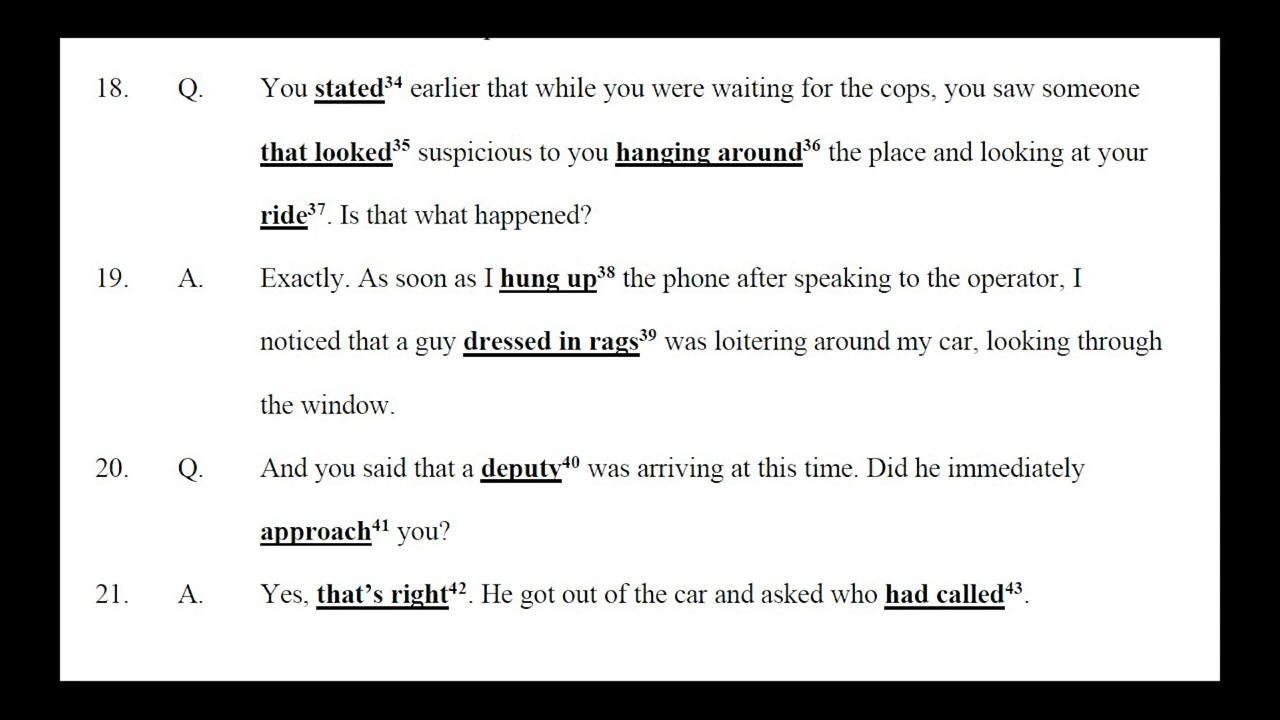 18. Q. You stated34 earlier that while you were waiting for the cops, you saw someone
that looked35 suspicious to you hanging around36 the place and looking at your
ride37. Is that what happened?
19. A. Exactly. As soon as I hung up38 the phone after speaking to the operator, I
noticed that a guy dressed in rags39 was loitering around my car, looking through
the window.
20. Q. And you said that a deputy40 was arriving at this time. Did he immediately
approach41 you?
21. A. Yes, that’s right42. He got out of the car and asked who had called43.